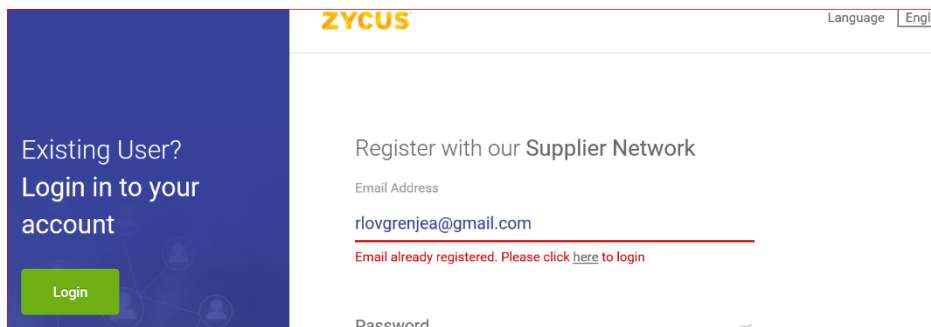 ZYCUS
Language Engl
Existing User?
Login in to your
account
Login
Register with our Supplier Network
Email Address
rlovgrenjea@gmail.com
Email already registered. Please click here to login
Password